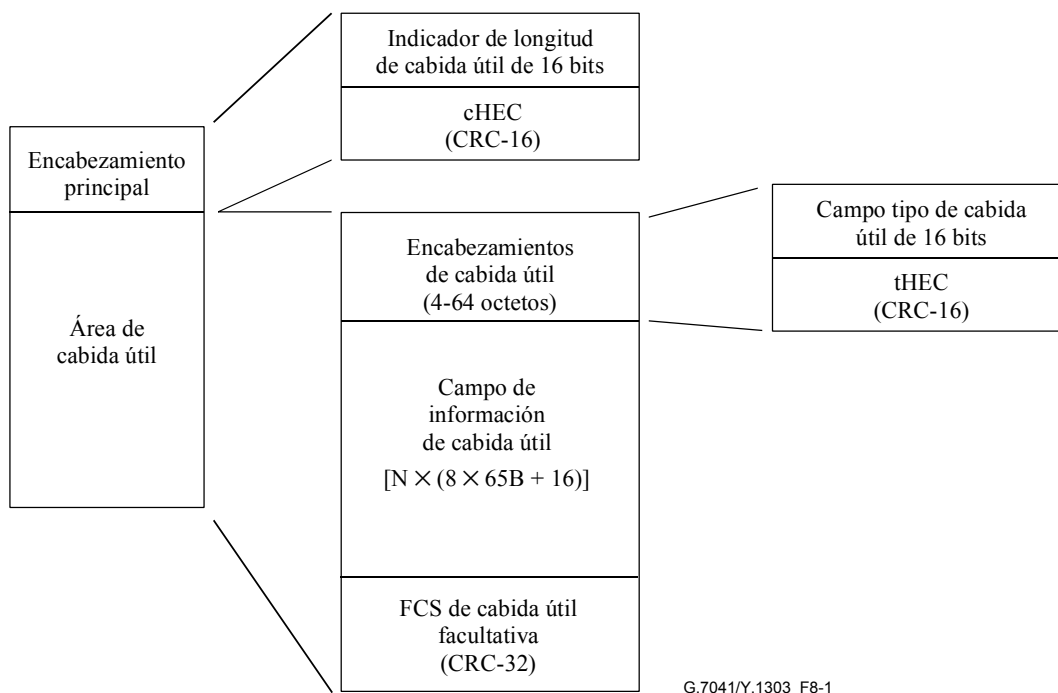 Indicador de longitud
de cabida útil de 16 bits
cHEC
(CRC-16)
Encabezamiento
principal
Área de
cabida útil
Encabezamientos
de cabida útil
(4-64 octetos)
Campo de
información
de cabida útil
[N × (8 × 65B + 16)]
FCS de cabida útil
facultativa
(CRC-32)
Campo tipo de cabida
útil de 16 bits
tHEC
(CRC-16)
G.7041/Y.1303_F8-1